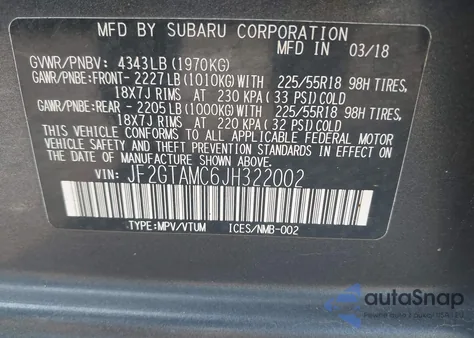 MFD BY SUBARU CORPORATION
IN 03/18
GVWR/PNBV: 4343LB (1970KG)
GAWR/PNBE:FRONT- 2227LB (1010KG)WITH 225/55R18 98H TIRES,
18X7J RIMS AT 230 KPA (33 PSI)COLD
GAWR/PNBE:REAR - 2205LB (1000KG)WITH 225/55R18 98H TIRES,
18X7J RIMS AT 220 KPA (32 PSI)COLD
THIS VEHICLE CONFORMS TO ALL APPLICABLE FEDERAL MOTOR
VEHICLE SAFETY, BUMPER, AND THEFT PREVENTION STANDARDS
IN EFFECT ON THE DATE OF MANUFACTURE SHOWN ABOVE.
VIN: JF2GTAMC6JH322002
TYPE:MPV/VTUM ICES/NMB-002
autoSnap